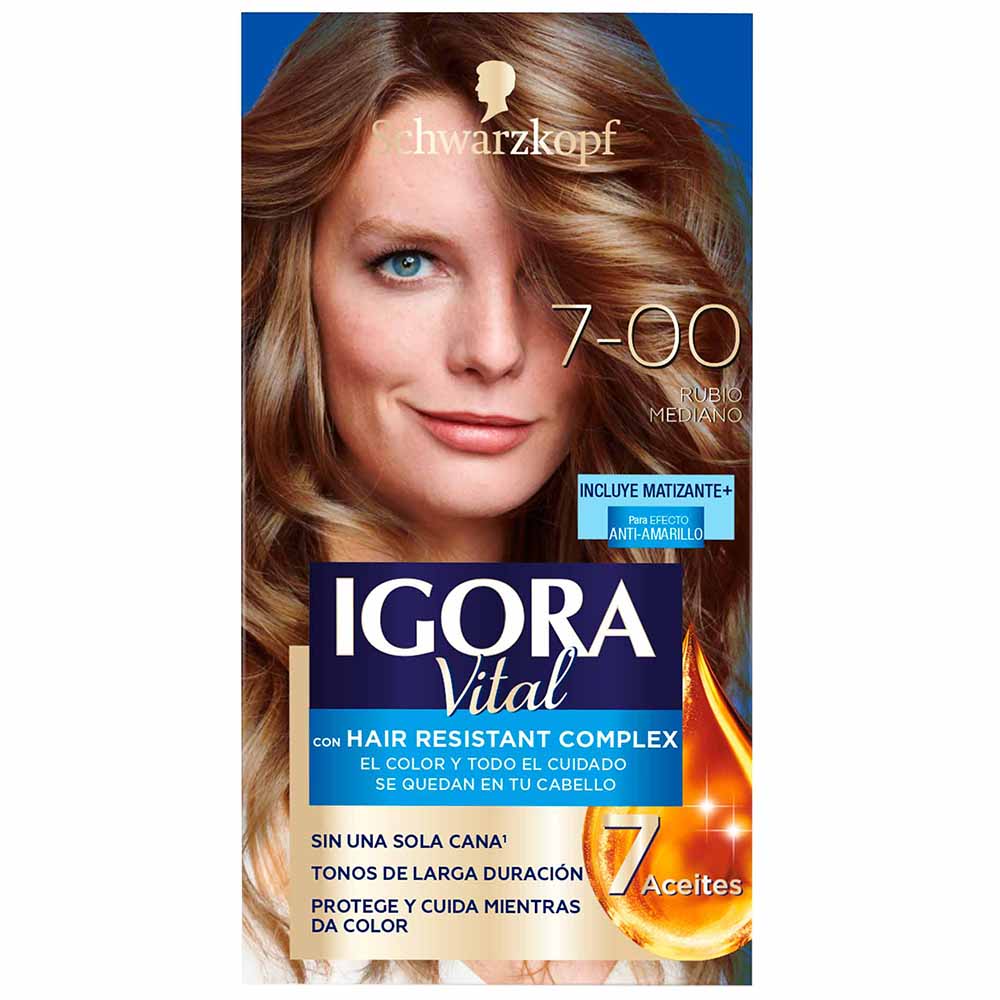 Schwarzkopf
7-00
RUBIO
MEDIANO
INCLUYE MATIZANTE+
Para EFECTO
ANTI-AMARILLO
IGORA
Vital
CON HAIR RESISTANT COMPLEX
EL COLOR Y TODO EL CUIDADO
SE QUEDAN EN TU CABELLO
SIN UNA SOLA CANA¹
TONOS DE LARGA DURACIÓN
PROTEGE Y CUIDA MIENTRAS
DA COLOR
7 Aceites